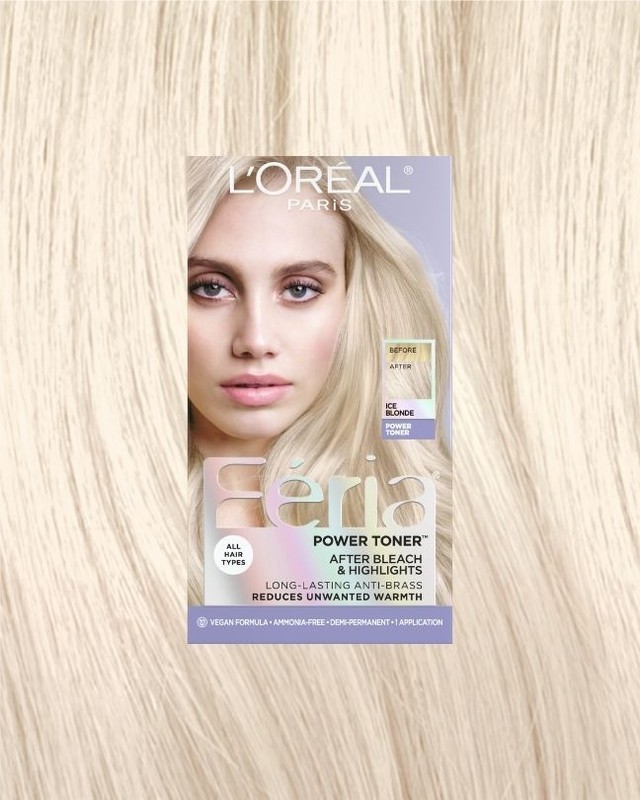 L'ORÉAL®
PARiS
BEFORE
AFTER
ICE
BLONDE
POWER
TONER
Féria®
POWER TONER™
ALL
HAIR
TYPES
AFTER BLEACH
& HIGHLIGHTS
LONG-LASTING ANTI-BRASS
REDUCES UNWANTED WARMTH
VEGAN FORMULA • AMMONIA-FREE • DEMI-PERMANENT • 1 APPLICATION